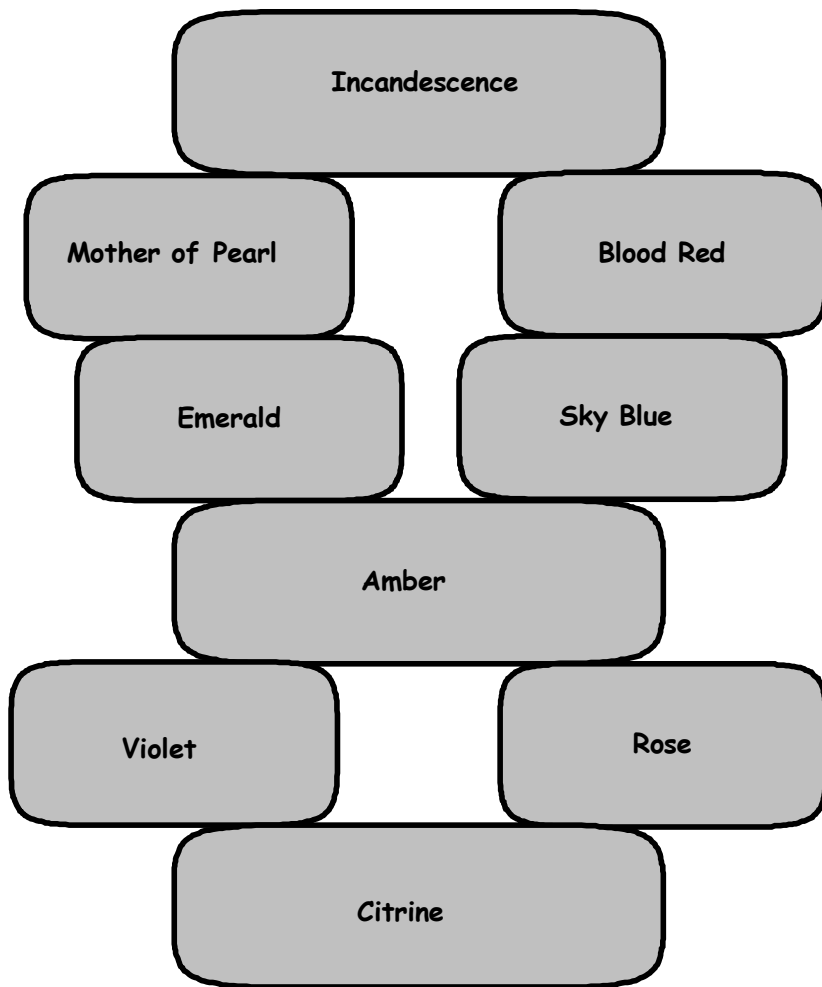 Incandescence
Mother of Pearl
Blood Red
Emerald
Sky Blue
Amber
Violet
Rose
Citrine